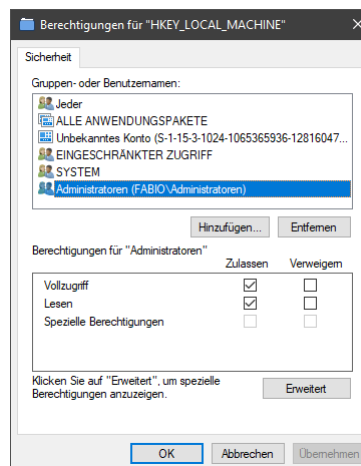 Berechtigungen für "HKEY_LOCAL_MACHINE"
Sicherheit
Gruppen- oder Benutzernamen:
Jeder
ALLE ANWENDUNGSPAKETE
Unbekanntes Konto (S-1-15-3-1024-1065365936-12816047...
EINGESCHRÄNKTER ZUGRIFF
SYSTEM
Administratoren (FABIO\Administratoren)
Hinzufügen... Entfernen
Berechtigungen für "Administratoren"
Zulassen Verweigern
Vollzugriff
Lesen
Spezielle Berechtigungen
Klicken Sie auf "Erweitert", um spezielle
Berechtigungen anzuzeigen.
Erweitert
OK Abbrechen Übernehmen